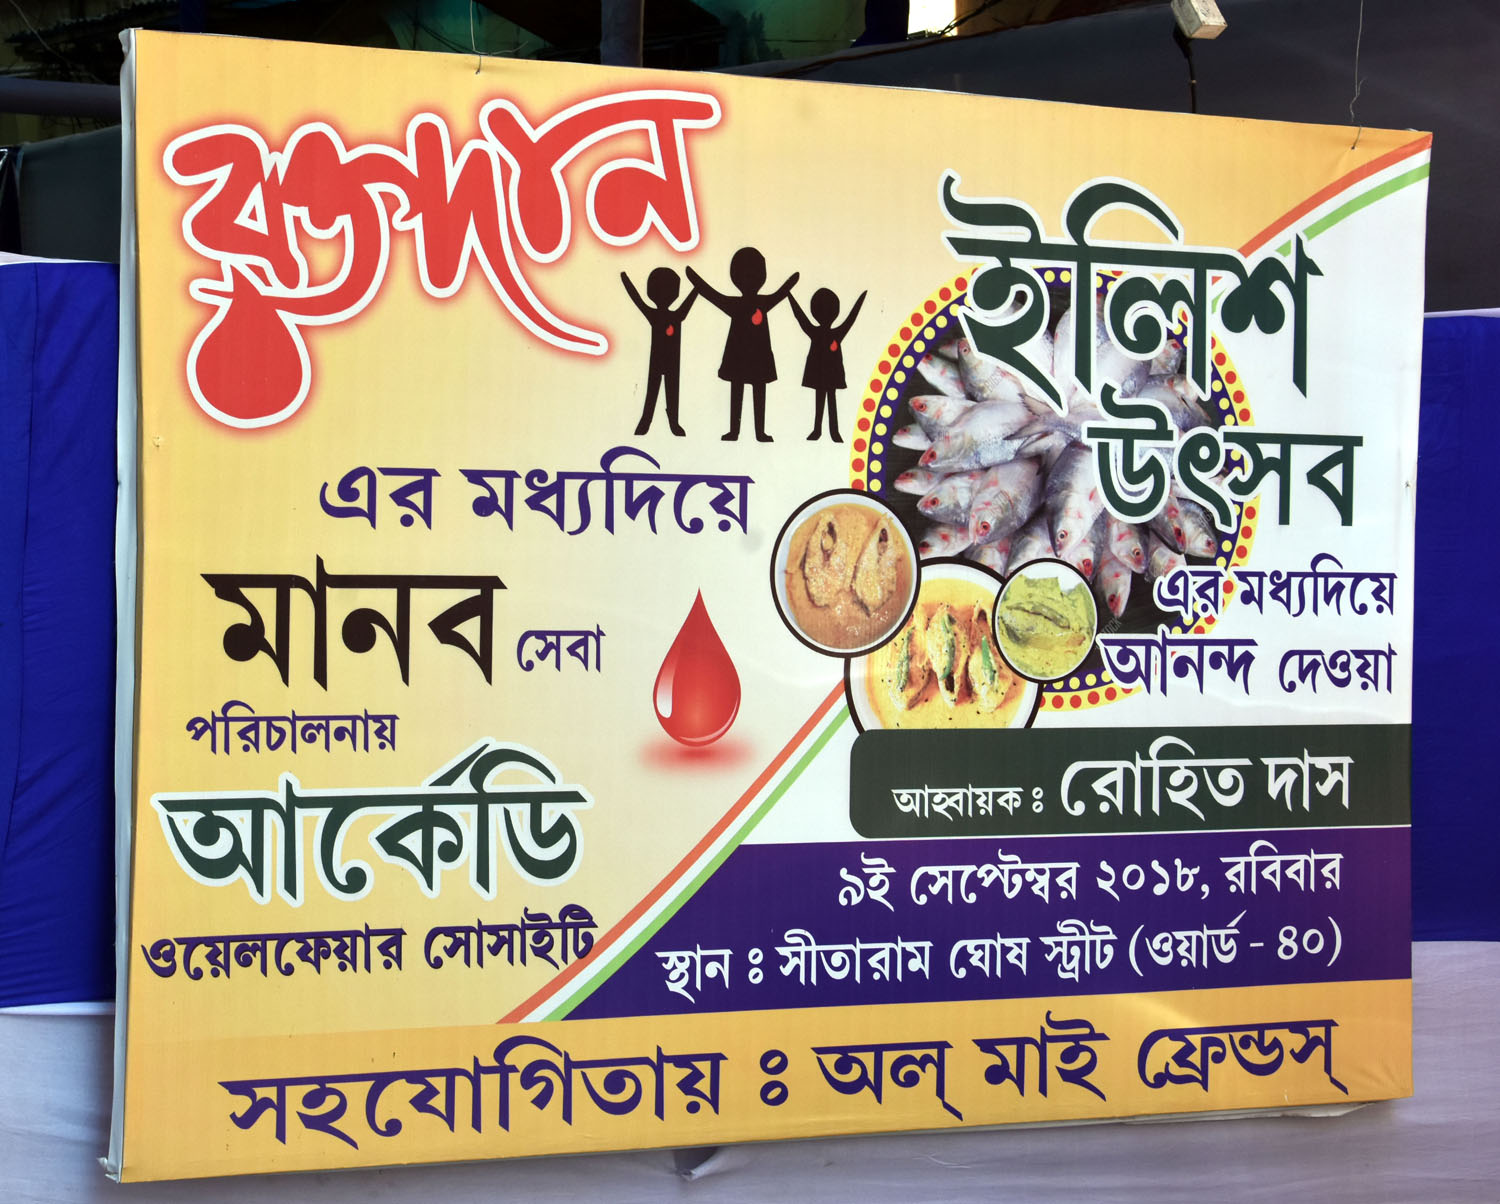 রক্তদান
এর মধ্যদিয়ে
মানব সেবা
পরিচালনায়
আর্কেডি
ওয়েলফেয়ার সোসাইটি
ইলিশ
উৎসব
এর মধ্যদিয়ে
আনন্দ দেওয়া
আহ্বায়ক : রোহিত দাস
৯ই সেপ্টেম্বর ২০১৮, রবিবার
স্থান : সীতারাম ঘোষ স্ট্রীট (ওয়ার্ড - ৪০)
সহযোগিতায় : অল্ মাই ফ্রেন্ডস্